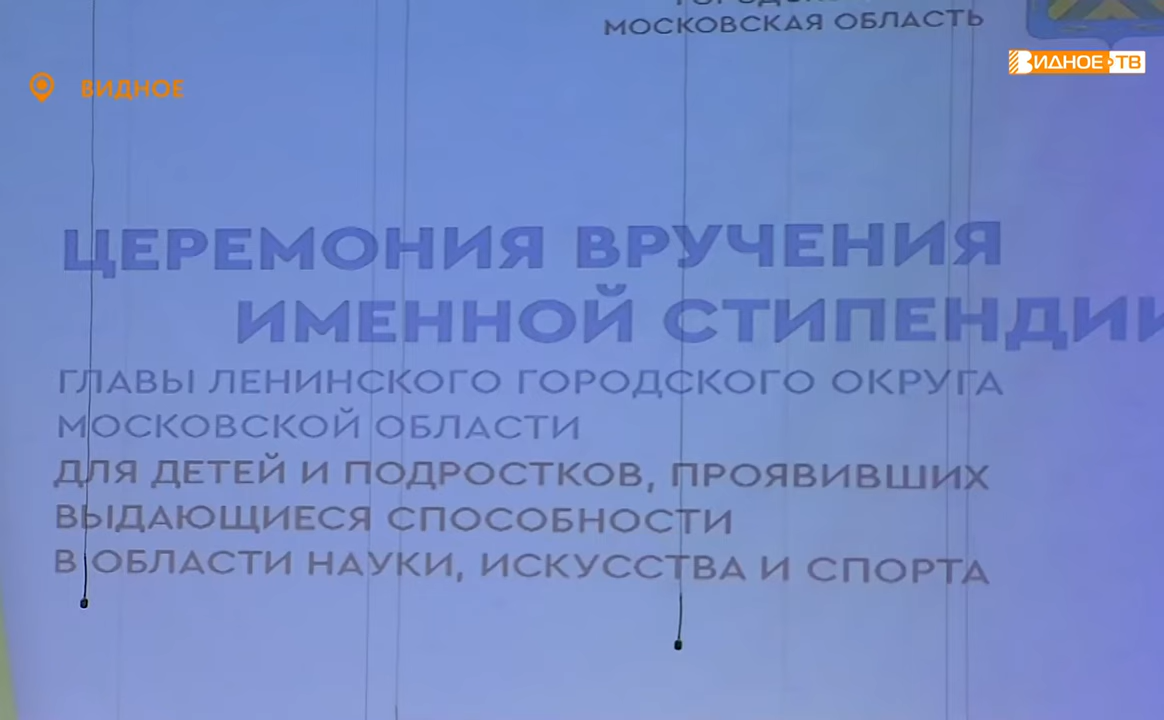 МОСКОВСКАЯ ОБЛАСТЬ
ВИДНОЕ·ТВ
ВИДНОЕ
ЦЕРЕМОНИЯ ВРУЧЕНИЯ
ИМЕННОЙ СТИПЕНДИИ
ГЛАВЫ ЛЕНИНСКОГО ГОРОДСКОГО ОКРУГА
МОСКОВСКОЙ ОБЛАСТИ
ДЛЯ ДЕТЕЙ И ПОДРОСТКОВ, ПРОЯВИВШИХ
ВЫДАЮЩИЕСЯ СПОСОБНОСТИ
В ОБЛАСТИ НАУКИ, ИСКУССТВА И СПОРТА